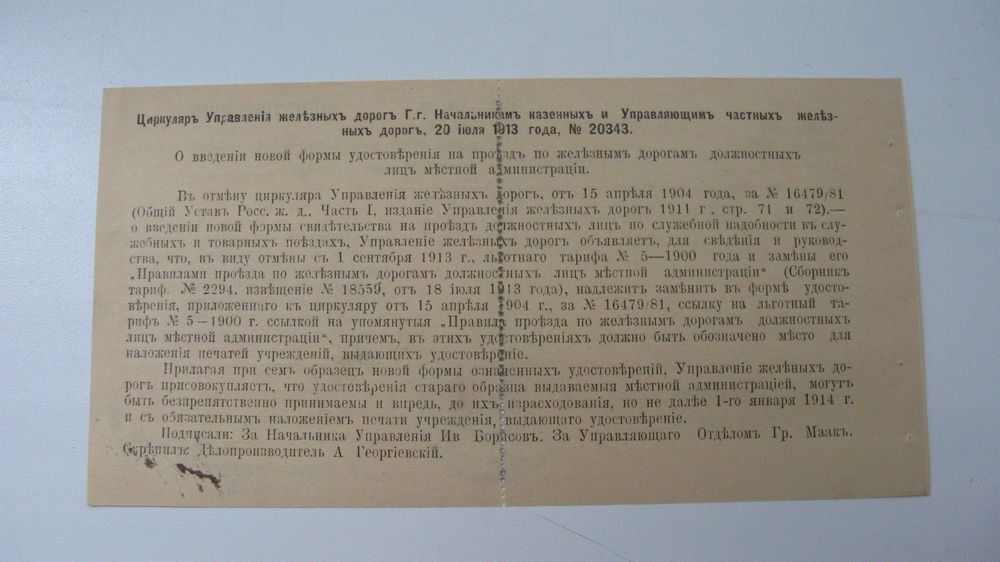 Циркуляръ Управленія желѣзныхъ дорогъ Г.г. Начальникамъ казенныхъ и Управляющимъ частныхъ желѣз-
ныхъ дорогъ, 20 іюля 1913 года, № 20343.
О введеніи новой формы удостовѣренія на проѣздъ по желѣзнымъ дорогамъ должностныхъ
лицъ мѣстной администраціи.
Въ отмѣну циркуляра Управленія желѣзныхъ дорогъ, отъ 15 апрѣля 1904 года, за № 16479/81
(Общій Уставъ Росс. ж. д., Часть I, изданіе Управленія желѣзныхъ дорогъ 1911 г., стр. 71 и 72).—
о введеніи новой формы свидѣтельства на проѣздъ должностныхъ лицъ по служебной надобности въ слу-
жебныхъ и товарныхъ поѣздахъ, Управленіе желѣзныхъ дорогъ объявляетъ, для свѣдѣнія и руковод-
ства, что, въ виду отмѣны съ 1 сентября 1913 г., льготнаго тарифа № 5—1900 года и замѣны его
„Правилами проѣзда по желѣзнымъ дорогамъ должностныхъ лицъ мѣстной администраціи“ (Сборникъ
тариф. № 2294. извѣщеніе № 18559, отъ 18 іюля 1913 года), надлежитъ замѣнить въ формѣ удосто-
вѣренія, приложеннаго къ циркуляру отъ 15 апрѣля 1904 г., за № 16479/81, ссылку на льготный та-
рифъ № 5—1900 г. ссылкой на упомянутыя „Правила проѣзда по желѣзнымъ дорогамъ должностныхъ
лицъ мѣстной администраціи“, причемъ, въ этихъ удостовѣреніяхъ должно быть обозначено мѣсто для
наложенія печатей учрежденій, выдающихъ удостовѣреніе.
Прилагая при семъ образецъ новой формы означенныхъ удостовѣреній, Управленіе желѣзныхъ до-
рогъ присовокупляетъ, что удостовѣренія стараго образца выдаваемыя мѣстной администраціей, могутъ
быть безпрепятственно принимаемы и впредь, до ихъ израсходованія, но не далѣе 1-го января 1914 г.
и съ обязательнымъ наложеніемъ печати учрежденія, выдающаго удостовѣреніе.
Подписали: За Начальника Управленія Ив Борисовъ. За Управляющаго Отдѣломъ Гр. Маакъ.
Скрѣпилъ: Дѣлопроизводитель А. Георгіевскій.